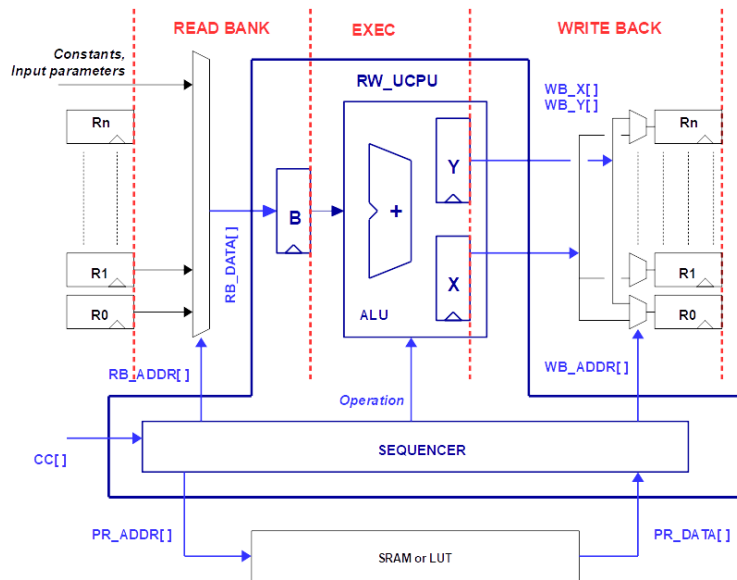 READ BANK
EXEC
WRITE BACK
Constants,
Input parameters
RW_UCPU
WB_X[ ]
WB_Y[ ]
Rn
Rn
Y
B
+
RB_DATA[ ]
R1
X
R1
R0
ALU
R0
RB_ADDR[ ]
WB_ADDR[ ]
Operation
SEQUENCER
CC[ ]
PR_ADDR[ ]
PR_DATA[ ]
SRAM or LUT